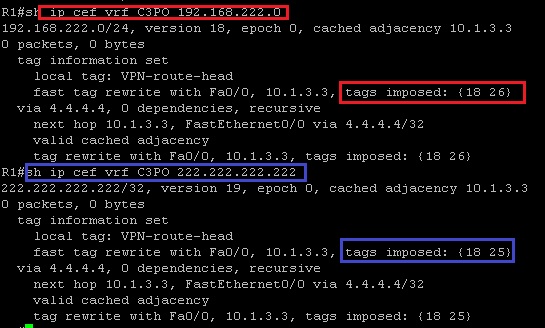 R1#sh ip cef vrf C3PO 192.168.222.0
192.168.222.0/24, version 18, epoch 0, cached adjacency 10.1.3.3
0 packets, 0 bytes
tag information set
local tag: VPN-route-head
fast tag rewrite with Fa0/0, 10.1.3.3, tags imposed: {18 26}
via 4.4.4.4, 0 dependencies, recursive
next hop 10.1.3.3, FastEthernet0/0 via 4.4.4.4/32
valid cached adjacency
tag rewrite with Fa0/0, 10.1.3.3, tags imposed: {18 26}
R1#sh ip cef vrf C3PO 222.222.222.222
222.222.222.222/32, version 19, epoch 0, cached adjacency 10.1.3.3
0 packets, 0 bytes
tag information set
local tag: VPN-route-head
fast tag rewrite with Fa0/0, 10.1.3.3, tags imposed: {18 25}
via 4.4.4.4, 0 dependencies, recursive
next hop 10.1.3.3, FastEthernet0/0 via 4.4.4.4/32
valid cached adjacency
tag rewrite with Fa0/0, 10.1.3.3, tags imposed: {18 25}